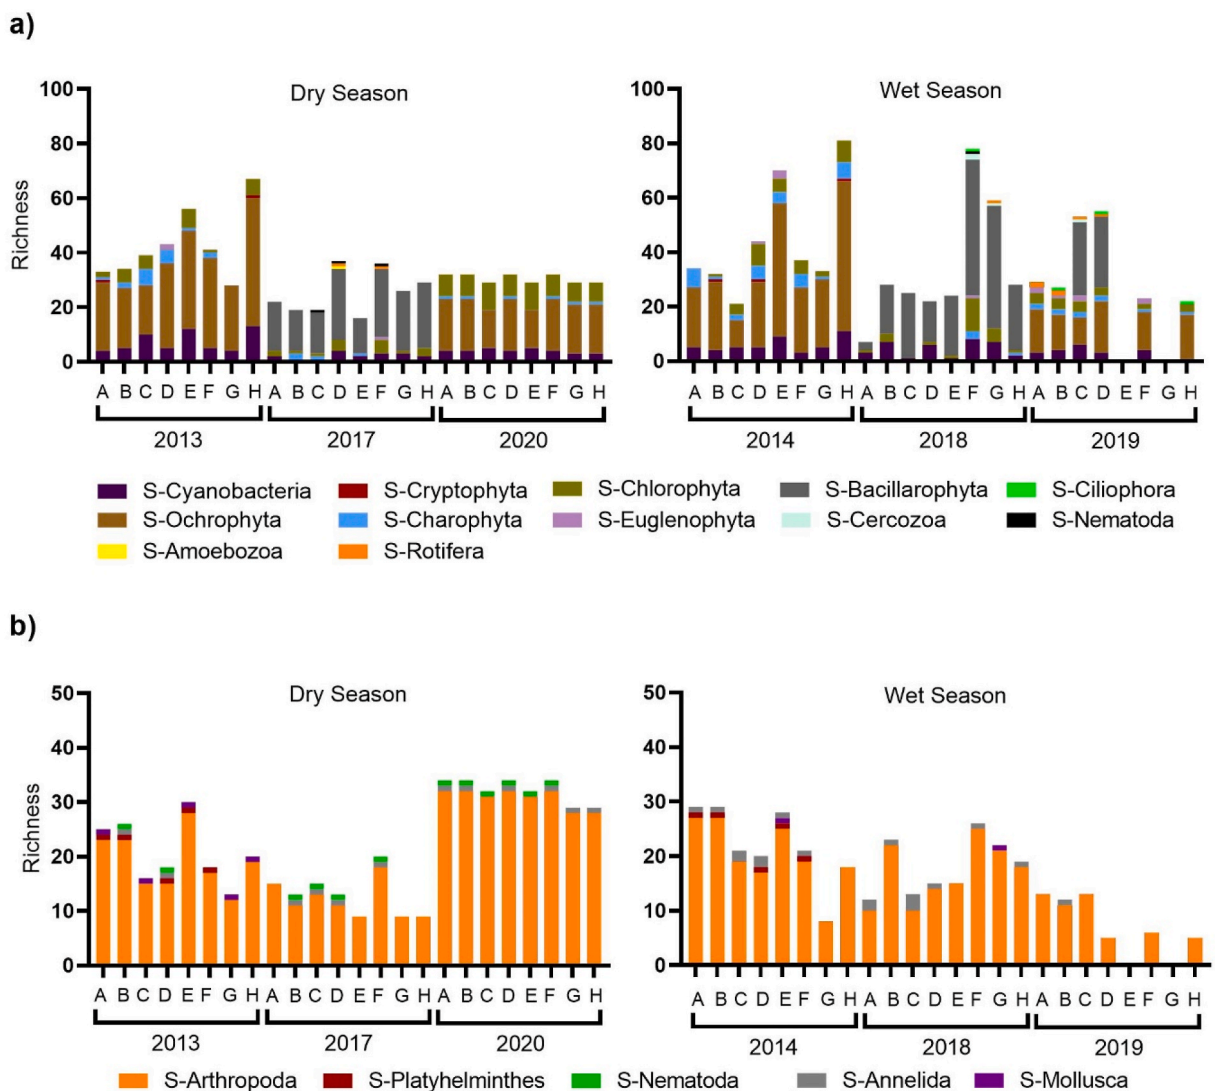 a)
Dry Season
Wet Season
Richness
100
80
60
40
20
0
100
80
60
40
20
0
A B C D E F G H A B C D E F G H A B C D E F G H
A B C D E F G H A B C D E F G H A B C D E F G H
2013 2017 2020
2014 2018 2019
S-Cyanobacteria S-Cryptophyta S-Chlorophyta S-Bacillarophyta S-Ciliophora
S-Ochrophyta S-Charophyta S-Euglenophyta S-Cercozoa S-Nematoda
S-Amoebozoa S-Rotifera
b)
Dry Season
Wet Season
Richness
50
40
30
20
10
0
50
40
30
20
10
0
A B C D E F G H A B C D E F G H A B C D E F G H
A B C D E F G H A B C D E F G H A B C D E F G H
2013 2017 2020
2014 2018 2019
S-Arthropoda S-Platyhelminthes S-Nematoda S-Annelida S-Mollusca